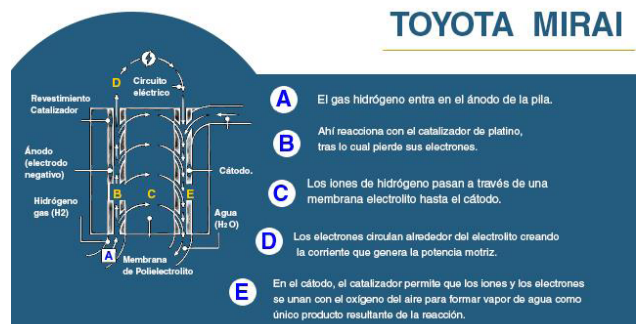 TOYOTA MIRAI
D
Circuito
eléctrico
Revestimiento
Catalizador
Ánodo
(electrodo
negativo)
Cátodo.
B
C
E
Hidrógeno
gas (H2)
Agua
(H2O)
A
Membrana
de Polielectrolito
A
El gas hidrógeno entra en el ánodo de la pila.
B
Ahí reacciona con el catalizador de platino,
tras lo cual pierde sus electrones.
C
Los iones de hidrógeno pasan a través de una
membrana electrolito hasta el cátodo.
D
Los electrones circulan alrededor del electrolito creando
la corriente que genera la potencia motriz.
E
En el cátodo, el catalizador permite que los iones y los electrones
se unan con el oxígeno del aire para formar vapor de agua como
único producto resultante de la reacción.